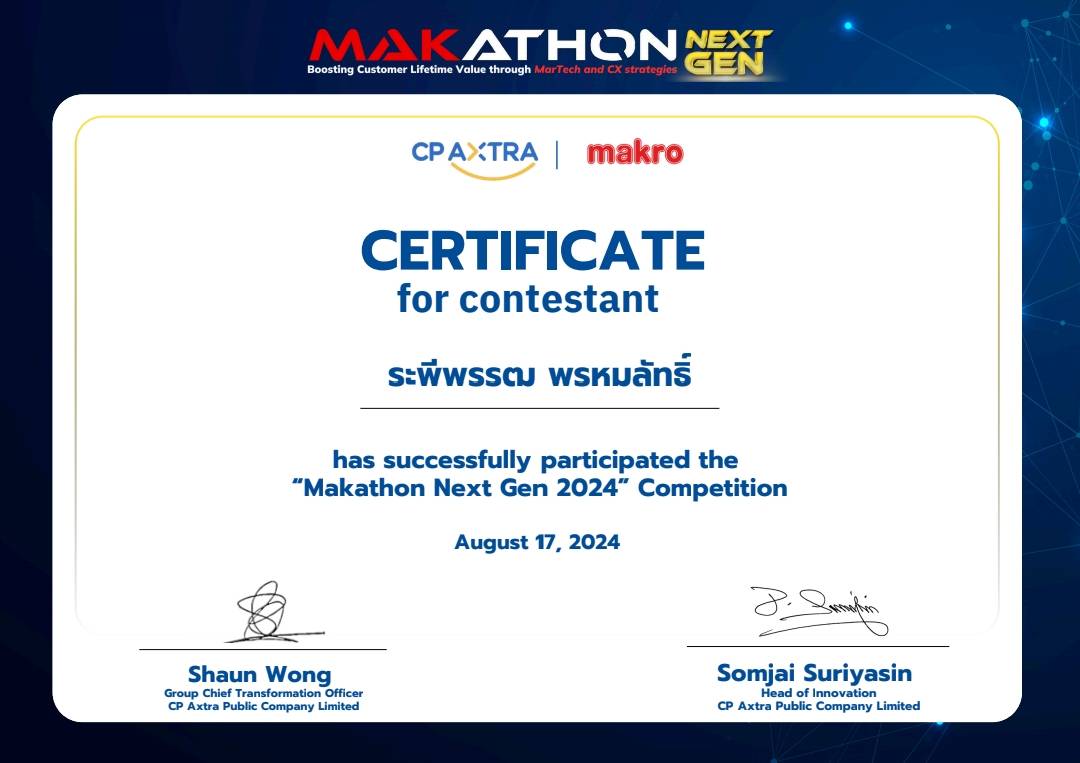 MAKATHON NEXT GEN
Boosting Customer Lifetime Value through MarTech and CX strategies
CP AXTRA | makro
CERTIFICATE
for contestant
ระพีพรรฒ พรหมลัทธิ์
has successfully participated the
“Makathon Next Gen 2024” Competition
August 17, 2024
Shaun Wong
Group Chief Transformation Officer
CP Axtra Public Company Limited
Somjai Suriyasin
Head of Innovation
CP Axtra Public Company Limited